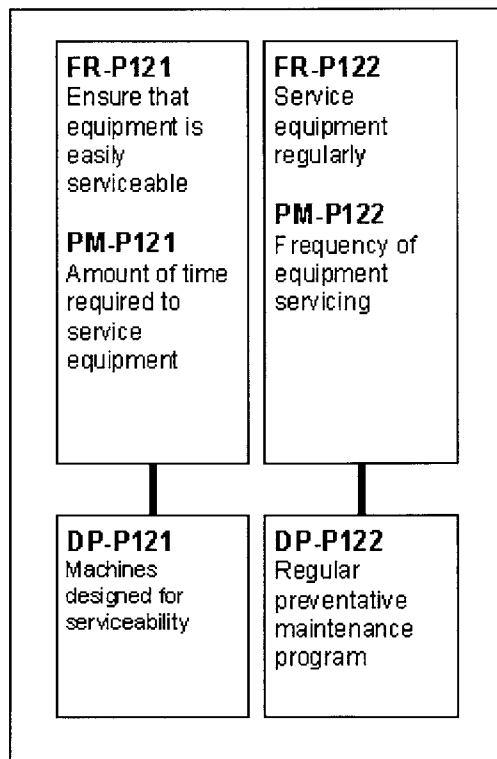 FR-P121
Ensure that
equipment is
easily
serviceable
PM-P121
Amount of time
required to
service
equipment
FR-P122
Service
equipment
regularly
PM-P122
Frequency of
equipment
servicing
DP-P121
Machines
designed for
serviceability
DP-P122
Regular
preventative
maintenance
program